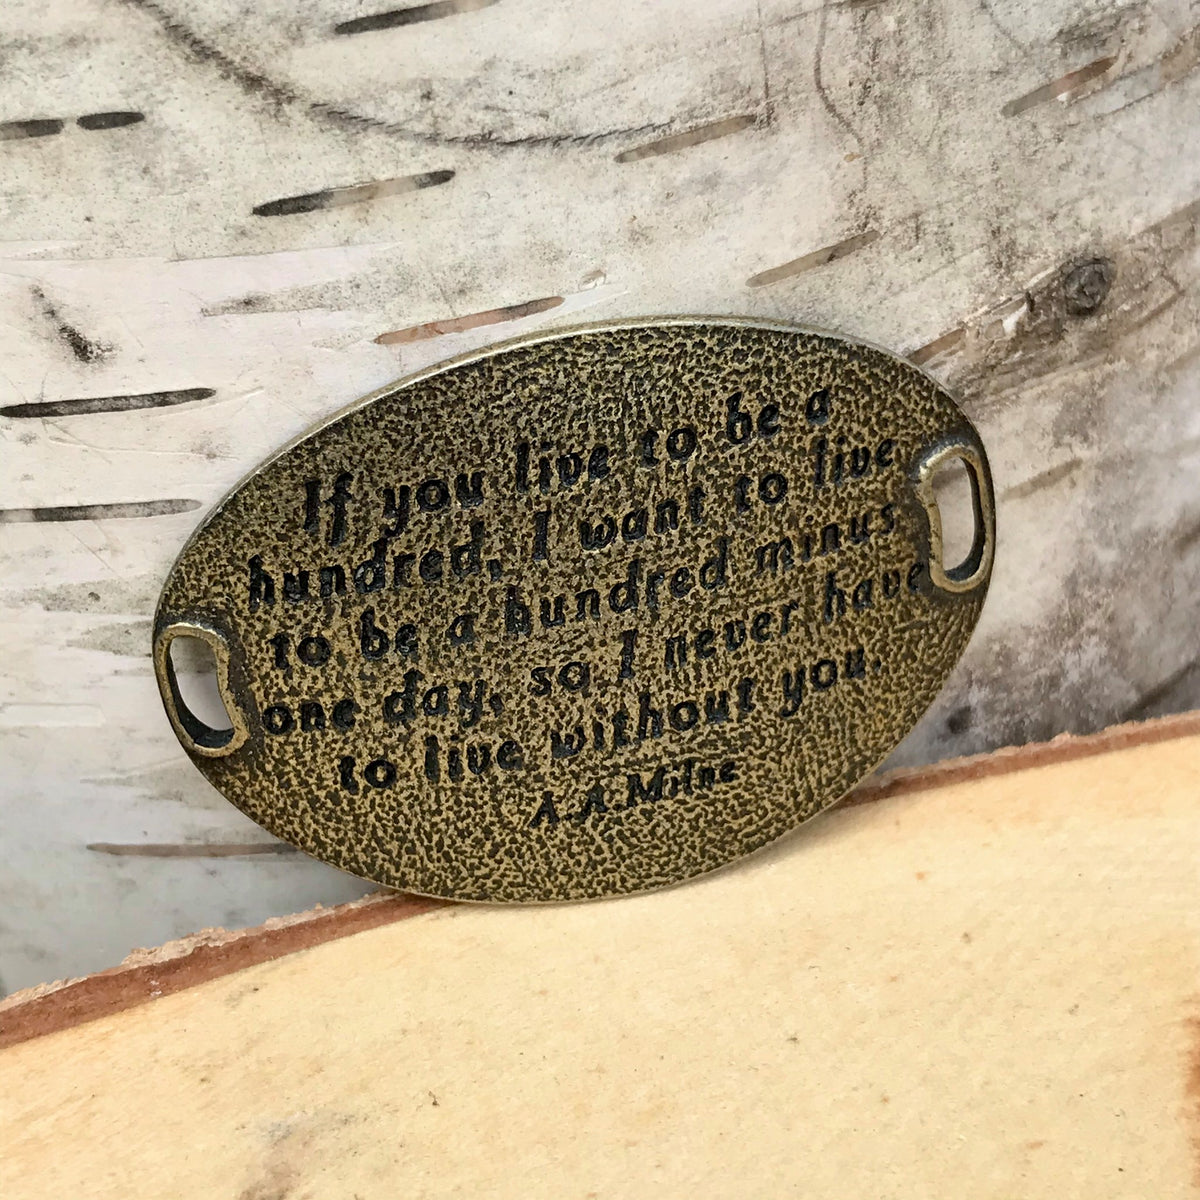 If you live to be a
hundred, I want to live
to be a hundred minus
one day, so I never have
to live without you.
A.A.Milne